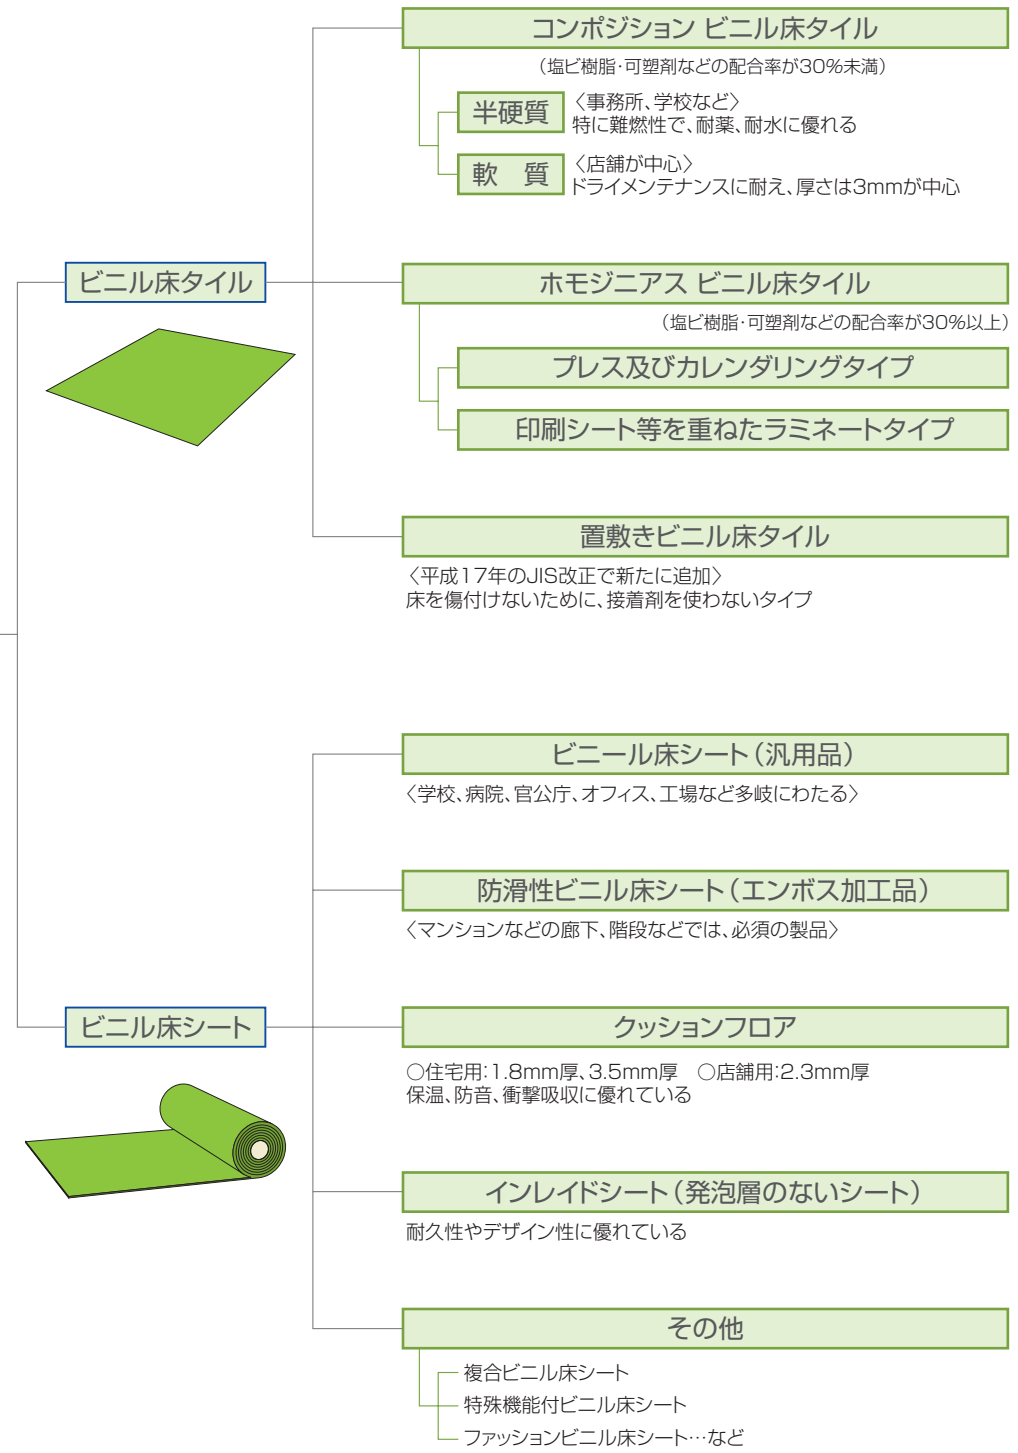 コンポジション ビニル床タイル
（塩ビ樹脂･可塑剤などの配合率が30％未満）
半硬質
〈事務所、学校など〉
特に難燃性で、耐薬、耐水に優れる
軟　質
〈店舗が中心〉
ドライメンテナンスに耐え、厚さは3mmが中心
ビニル床タイル
ホモジニアス ビニル床タイル
（塩ビ樹脂･可塑剤などの配合率が30％以上）
プレス及びカレンダリングタイプ
印刷シート等を重ねたラミネートタイプ
置敷きビニル床タイル
〈平成17年のJIS改正で新たに追加〉
床を傷付けないために、接着剤を使わないタイプ
ビニール床シート（汎用品）
〈学校、病院、官公庁、オフィス、工場など多岐にわたる〉
防滑性ビニル床シート（エンボス加工品）
〈マンションなどの廊下、階段などでは、必須の製品〉
ビニル床シート
クッションフロア
○住宅用：1.8mm厚、3.5mm厚　○店舗用：2.3mm厚
保温、防音、衝撃吸収に優れている
インレイドシート（発泡層のないシート）
耐久性やデザイン性に優れている
その他
複合ビニル床シート
特殊機能付ビニル床シート
ファッションビニル床シート…など